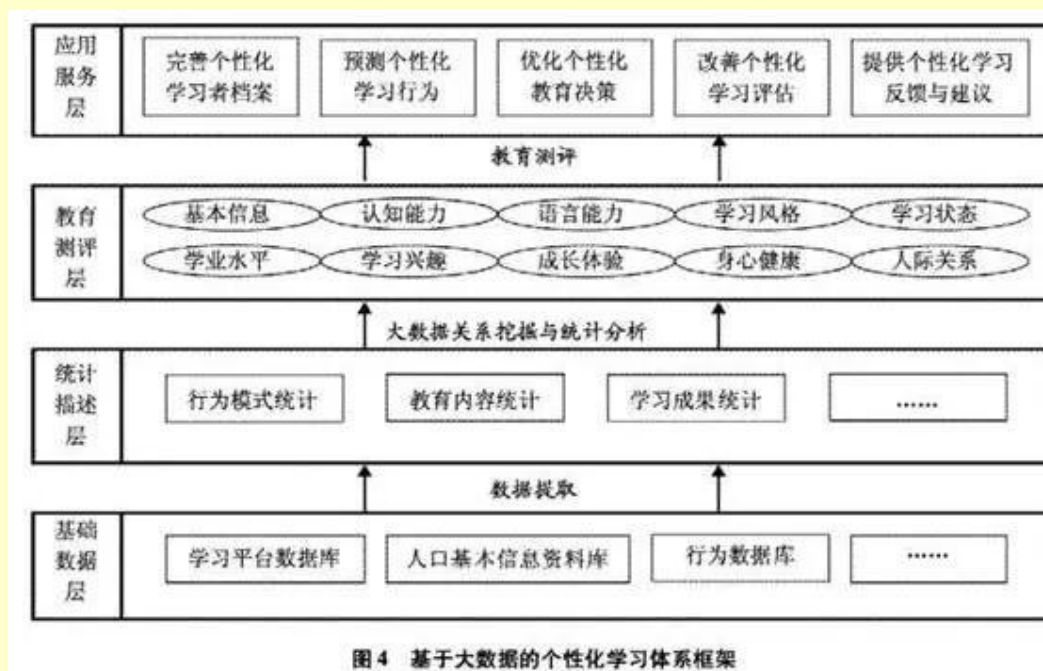 应用
服务
层
完善个性化
学习者档案
预测个性化
学习行为
优化个性化
教育决策
改善个性化
学习评估
提供个性化学习
反馈与建议
教育测评
教育
测评
层
基本信息
认知能力
语言能力
学习风格
学习状态
学业水平
学习兴趣
成长体验
身心健康
人际关系
大数据关系挖掘与统计分析
统计
描述
层
行为模式统计
教育内容统计
学习成果统计
……
数据提取
基础
数据
层
学习平台数据库
人口基本信息资料库
行为数据库
……
图4 基于大数据的个性化学习体系框架